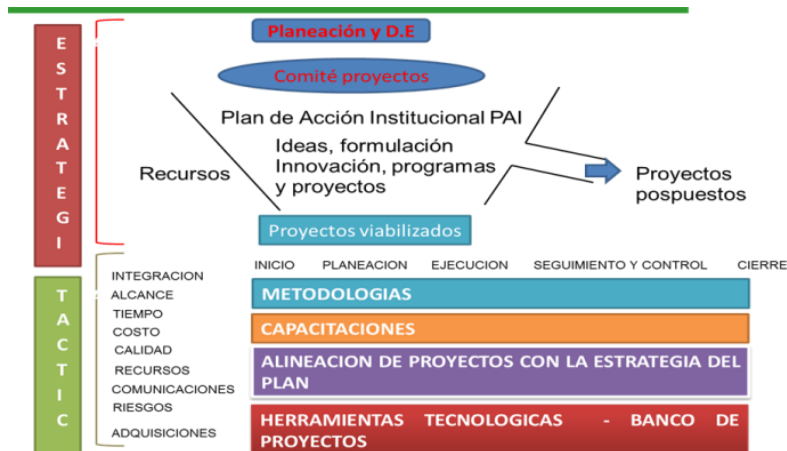 ESTRATEGI
Planeación y D.E
Comité proyectos
Plan de Acción Institucional PAI
Ideas, formulación
Innovación, programas
y proyectos
Recursos
Proyectos
pospuestos
Proyectos viabilizados
INICIO PLANEACION EJECUCION SEGUIMIENTO Y CONTROL CIERRE
TACTIC
INTEGRACION
ALCANCE
TIEMPO
COSTO
CALIDAD
RECURSOS
COMUNICACIONES
RIESGOS
ADQUISICIONES
METODOLOGIAS
CAPACITACIONES
ALINEACION DE PROYECTOS CON LA ESTRATEGIA DEL
PLAN
HERRAMIENTAS TECNOLOGICAS - BANCO DE
PROYECTOS